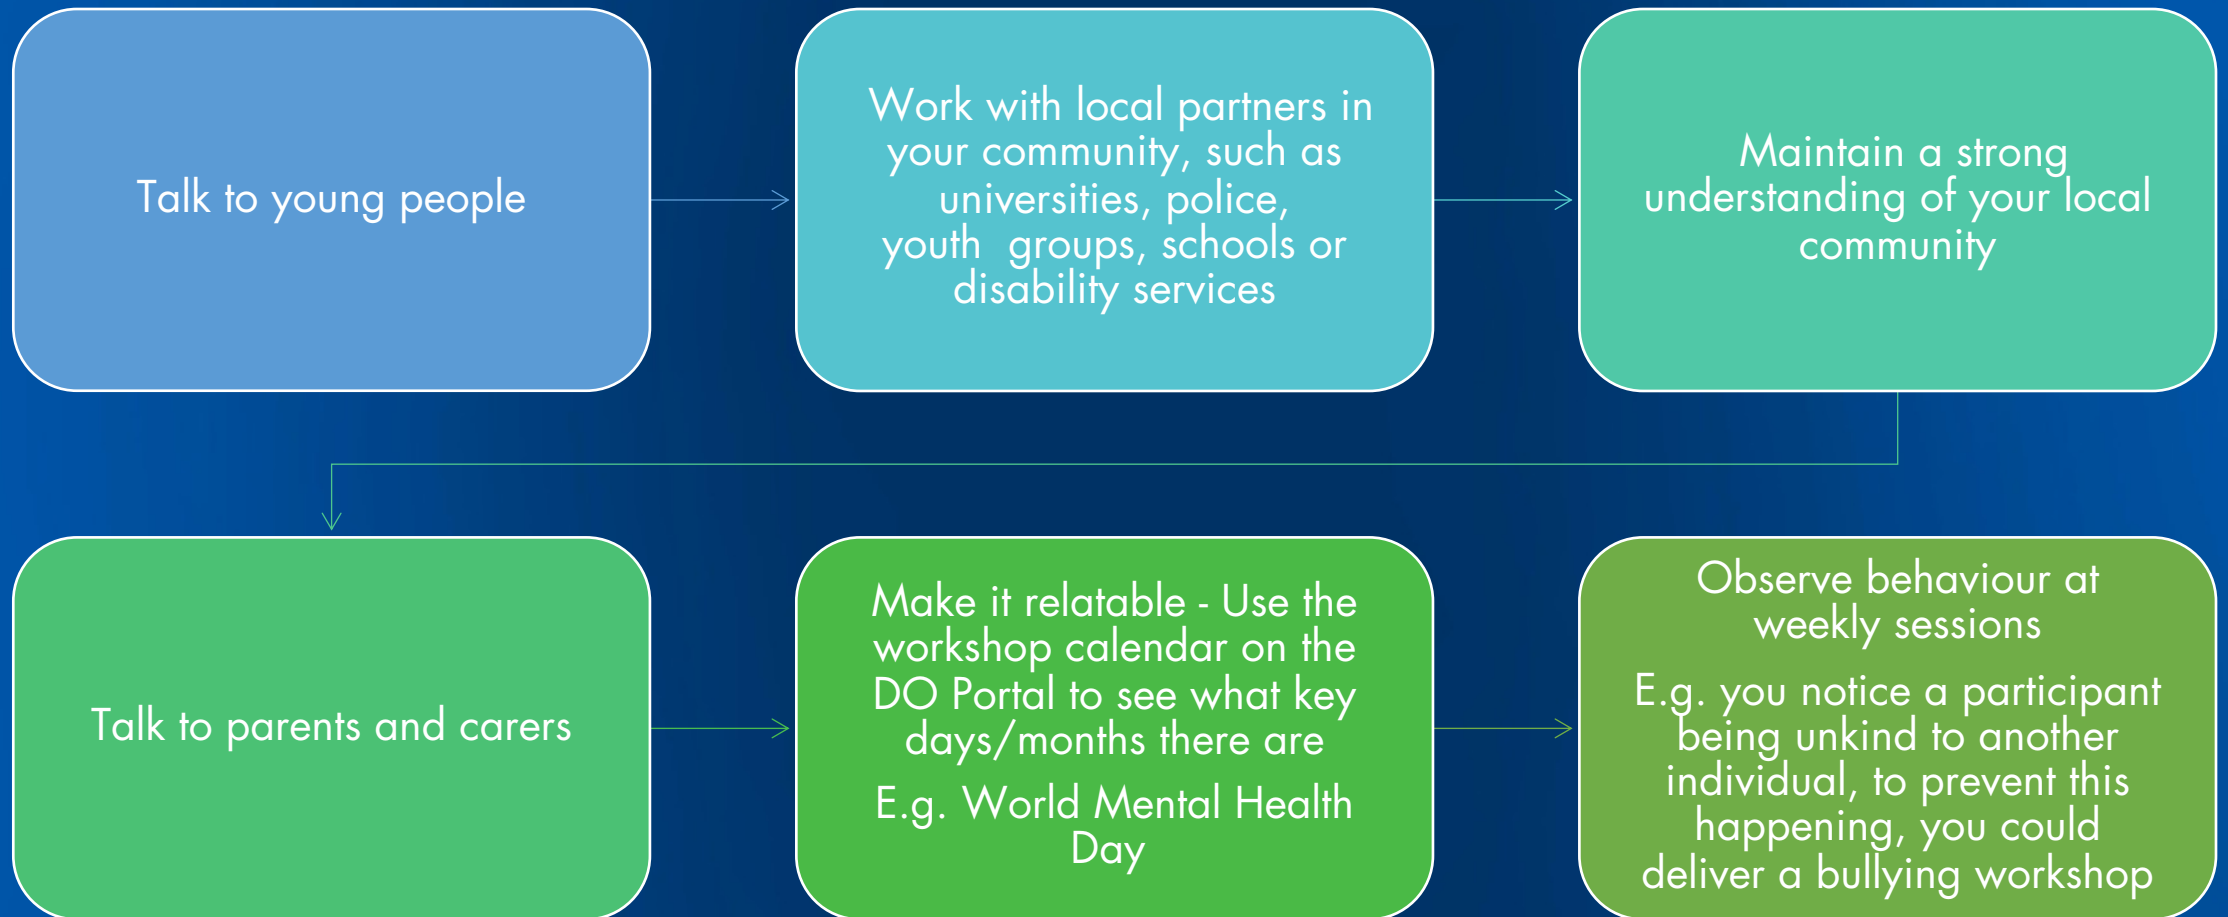 Talk to young people
Work with local partners in
your community, such as
universities, police,
youth  groups, schools or
disability services
Maintain a strong
understanding of your local
community
Talk to parents and carers
Make it relatable - Use the
workshop calendar on the
DO Portal to see what key
days/months there are
E.g. World Mental Health
Day
Observe behaviour at
weekly sessions
E.g. you notice a participant
being unkind to another
individual, to prevent this
happening, you could
deliver a bullying workshop